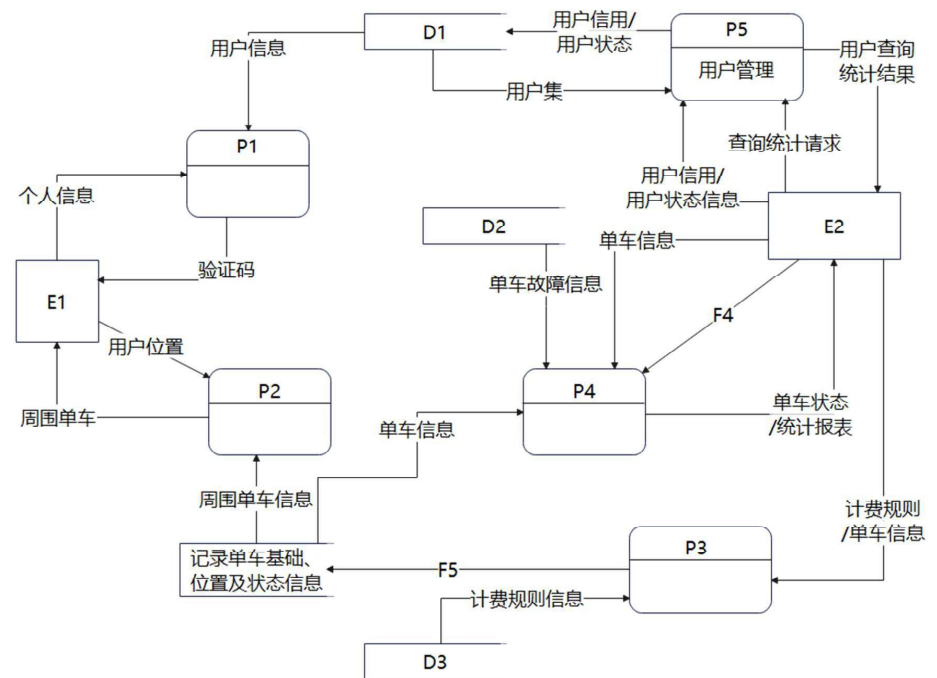 D1
用户信用/
用户状态
P5
用户管理
用户查询
统计结果
用户信息
用户集
P1
查询统计请求
个人信息
用户信用/
用户状态信息
E2
D2
单车信息
验证码
单车故障信息
E1
F4
用户位置
P2
P4
周围单车
单车信息
单车状态
/统计报表
周围单车信息
计费规则
/单车信息
记录单车基础、
位置及状态信息
F5
P3
计费规则信息
D3